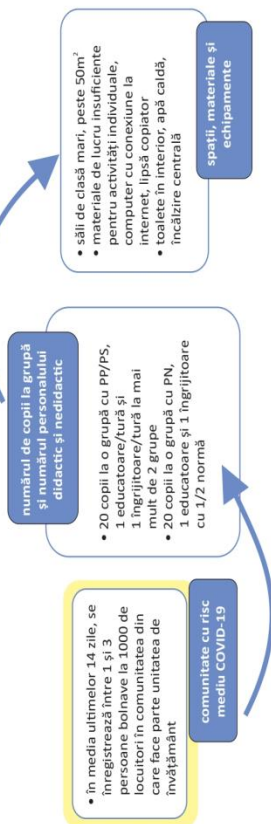 • în media ultimelor 14 zile, se
înregistrează între 1 și 3
persoane bolnave la 1000 de
locuitori în comunitatea din
care face parte unitatea de
învățământ
comunitate cu risc
mediu COVID-19
numărul de copii la grupă
și numărul personalului
didactic și nedidactic
• 20 copii la o grupă cu PP/PS,
1 educatoare/tură și
1 îngrijitoare/tură la mai
mult de 2 grupe
• 20 copii la o grupă cu PN,
1 educatoare și 1 îngrijitoare
cu 1/2 normă
• săli de clasă mari, peste 50m²
• materiale de lucru insuficiente
pentru activități individuale,
computer cu conexiune la
internet, lipsă copiator
• toalete în interior, apă caldă,
încălzire centrală
spații, materiale și
echipamente